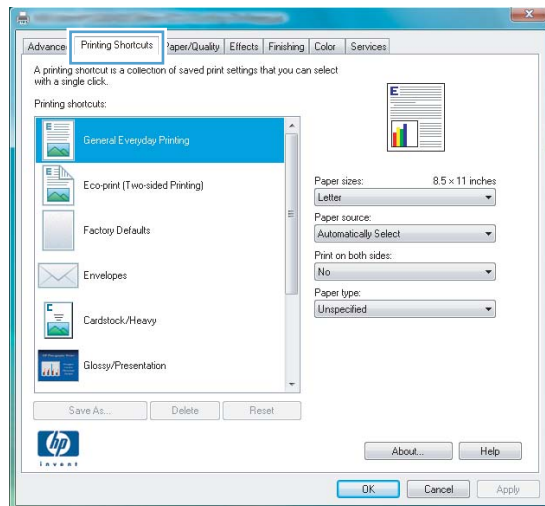 Advance
Printing Shortcuts
Paper/Quality
Effects
Finishing
Color
Services
A printing shortcut is a collection of saved print settings that you can select
with a single click.
Printing shortcuts:
General Everyday Printing
Eco-print (Two-sided Printing)
Factory Defaults
Envelopes
Cardstock/Heavy
Glossy/Presentation
Save As...
Delete
Reset
E
Paper sizes:
8.5 × 11 inches
Letter
Paper source:
Automatically Select
Print on both sides:
No
Paper type:
Unspecified
hp
invent
About...
Help
OK
Cancel
Apply